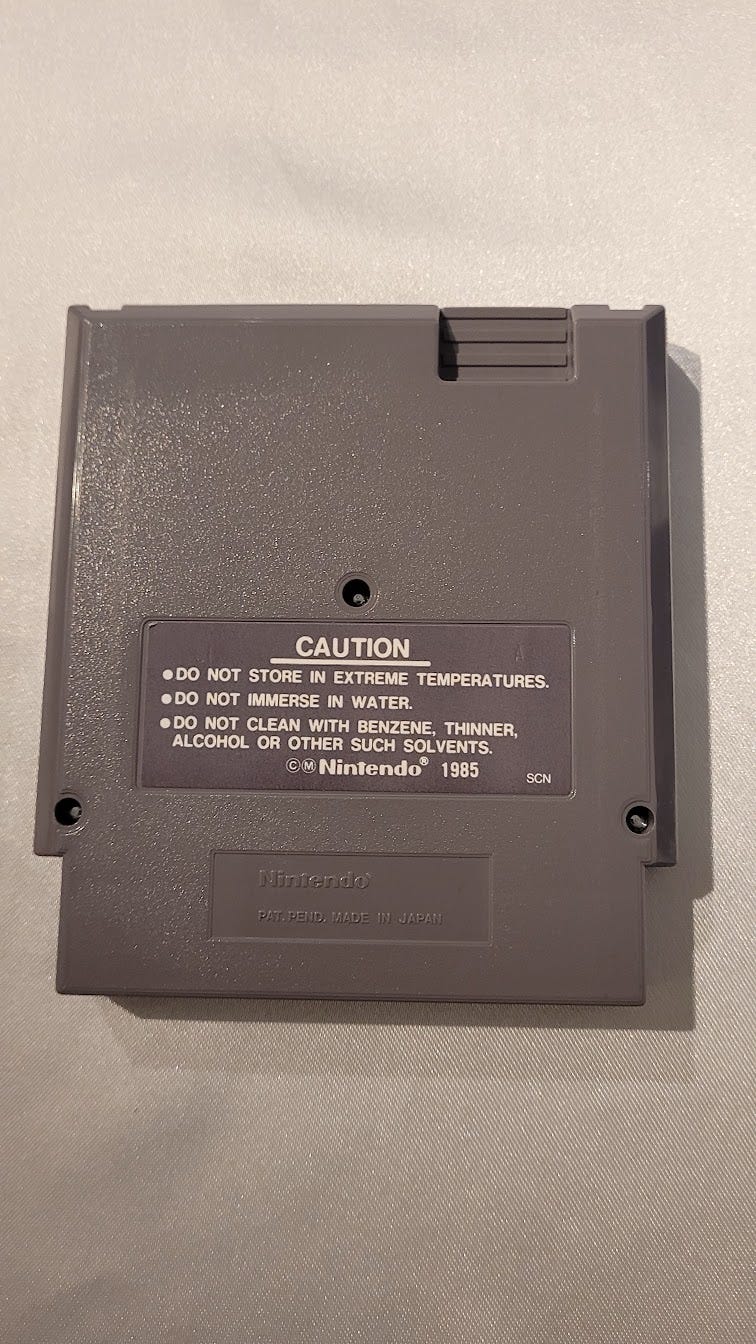 CAUTION
●DO NOT STORE IN EXTREME TEMPERATURES.
●DO NOT IMMERSE IN WATER.
●DO NOT CLEAN WITH BENZENE, THINNER,
ALCOHOL OR OTHER SUCH SOLVENTS.
ⒸⓂNintendo® 1985
SCN
Nintendo®
PAT. PEND. MADE IN JAPAN